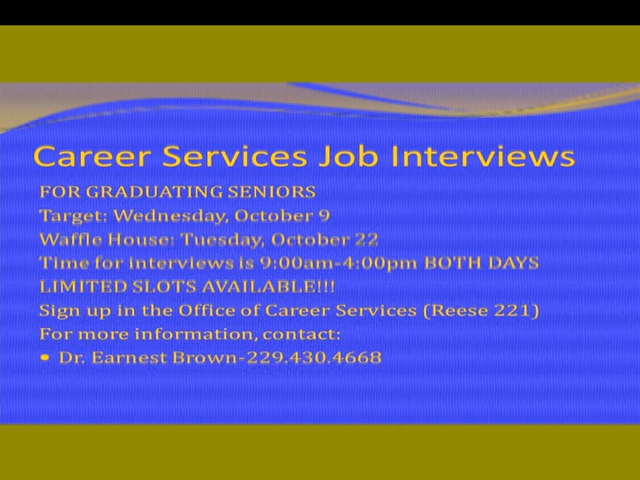 Career Services Job Interviews
FOR GRADUATING SENIORS
Target: Wednesday, October 9
Waffle House: Tuesday, October 22
Time for interviews is 9:00am-4:00pm BOTH DAYS
LIMITED SLOTS AVAILABLE!!!
Sign up in the Office of Career Services (Reese 221)
For more information, contact:
• Dr. Earnest Brown-229.430.4668